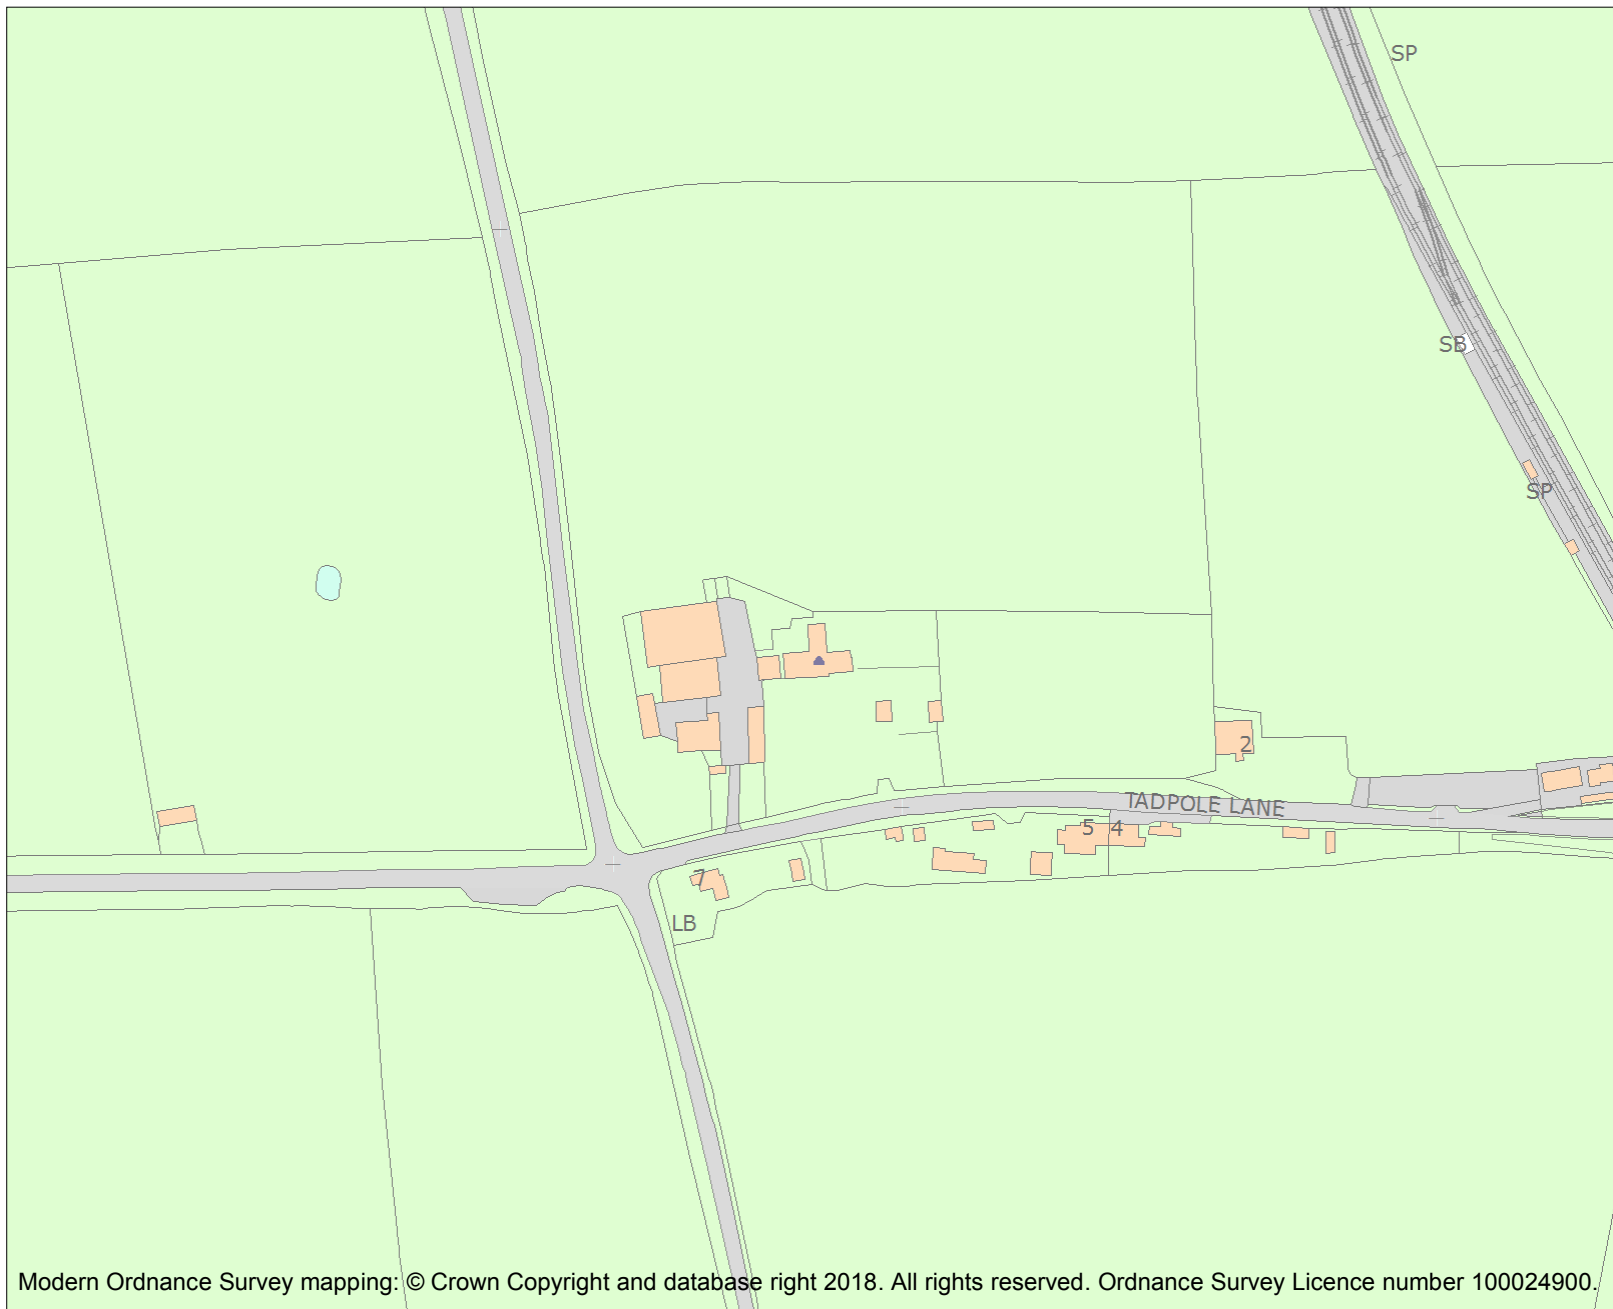 SP
SB
SP
2
TADPOLE LANE
5 4
7
LB
Modern Ordnance Survey mapping: © Crown Copyright and database right 2018. All rights reserved. Ordnance Survey Licence number 100024900.